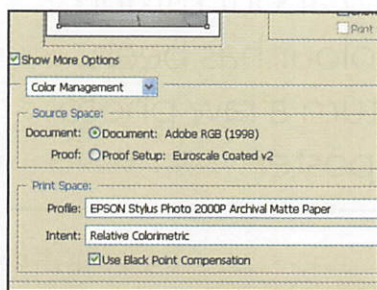 Print
Show More Options
Color Management
Source Space:
Document: Document: Adobe RGB (1998)
Proof: Proof Setup: Euroscale Coated v2
Print Space:
Profile: EPSON Stylus Photo 2000P Archival Matte Paper
Intent: Relative Colorimetric
Use Black Point Compensation